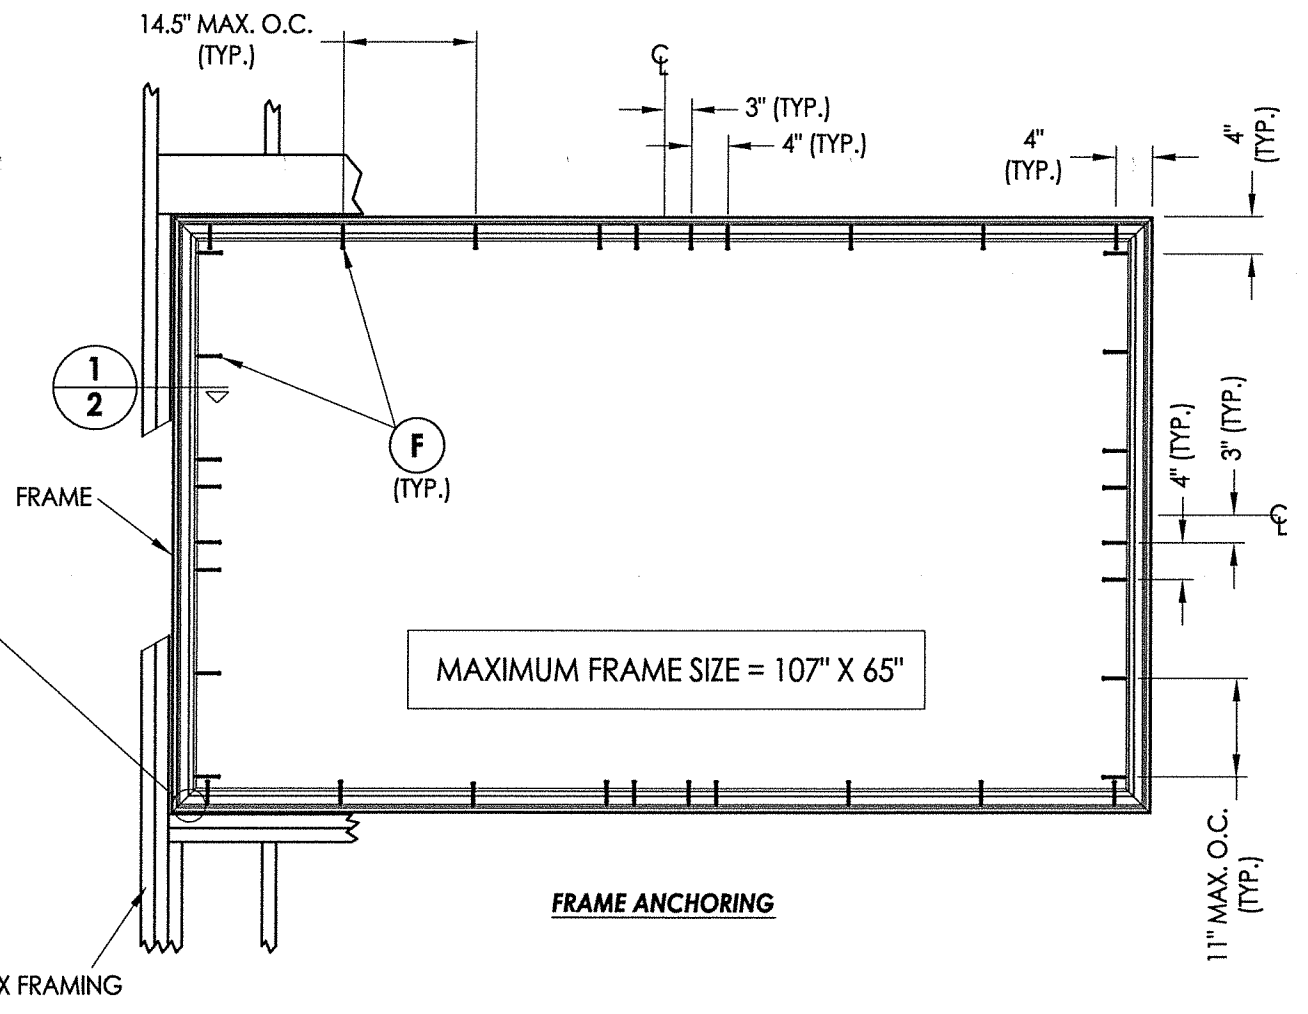 14.5" MAX. O.C.
(TYP.)
℄
3" (TYP.)
4" (TYP.)
4"
(TYP.)
4"
(TYP.)
1
2
F
(TYP.)
FRAME
4" (TYP.)
3" (TYP.)
℄
MAXIMUM FRAME SIZE = 107" X 65"
11" MAX. O.C.
(TYP.)
FRAME ANCHORING
X FRAMING